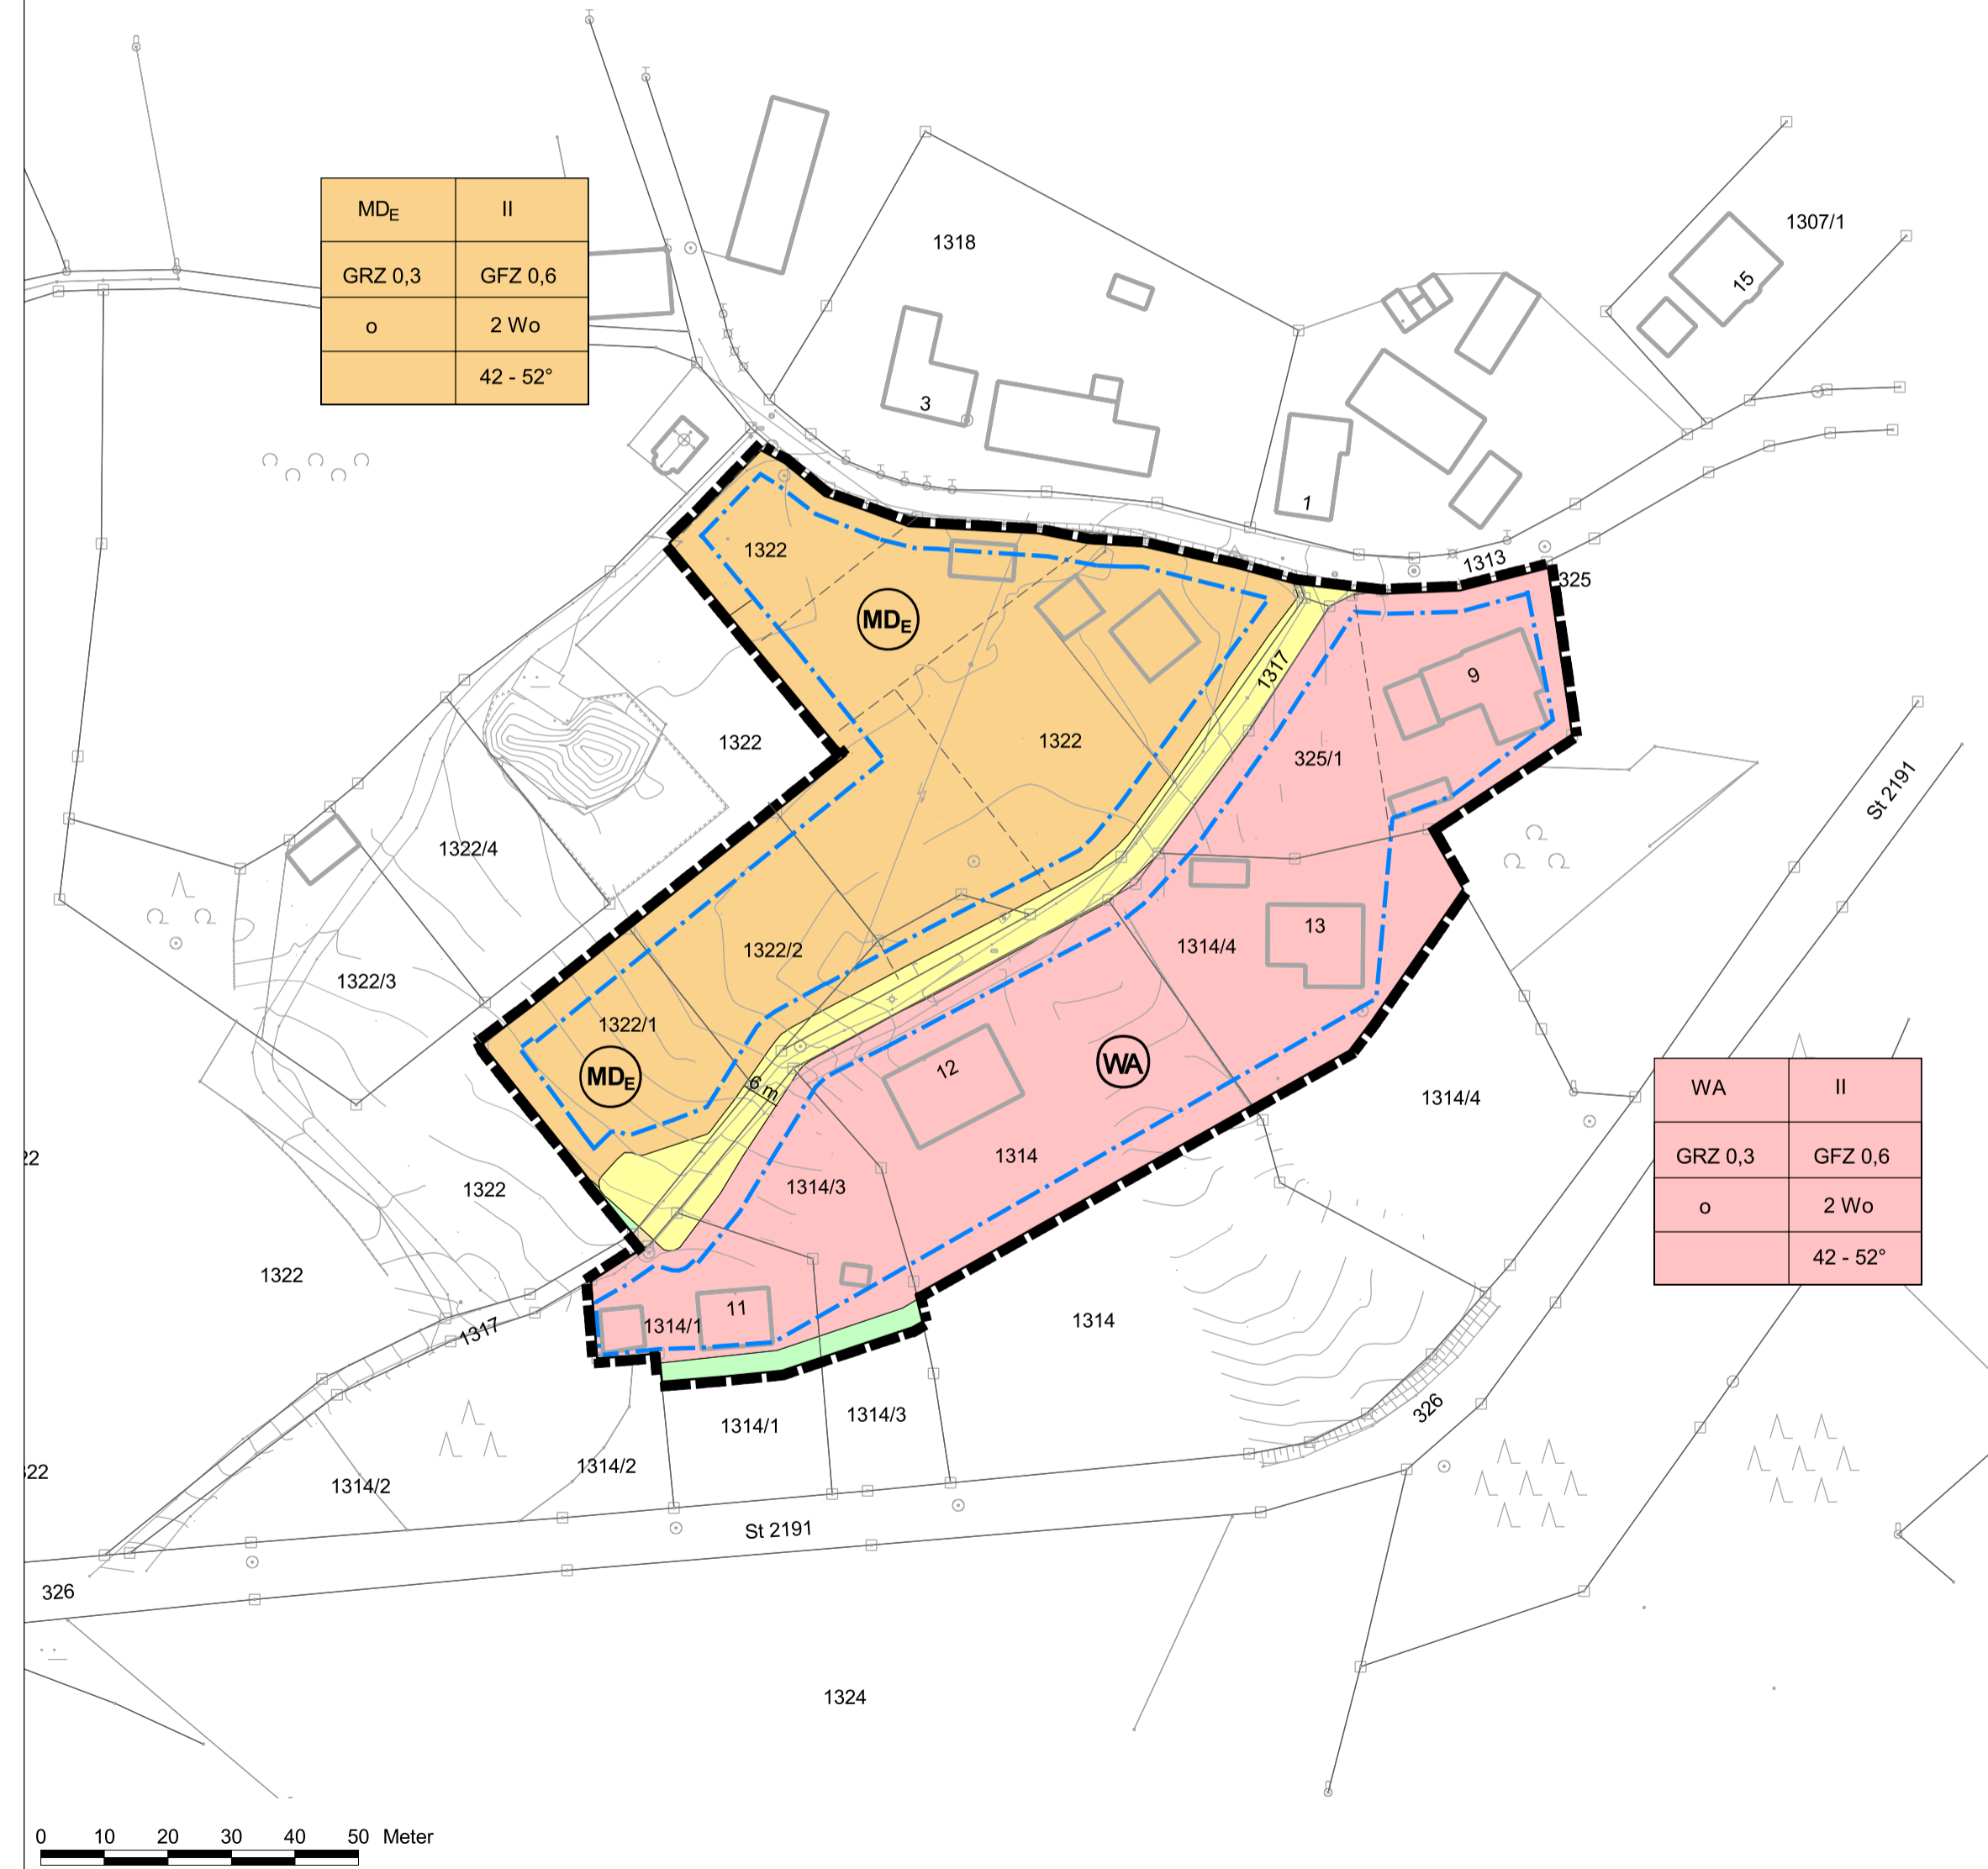 1307/1
15
1318
MDE II
GRZ 0,3 GFZ 0,6
o 2 Wo
42 - 52°
3
1
1322
1313
325
MDE
1317
9
1322
1322
325/1
St 2191
1322/4
13
1314/4
1322/2
1322/3
1322/1
12
WA
MDE
6 m
1314/4
WA II
GRZ 0,3 GFZ 0,6
o 2 Wo
42 - 52°
22
1314
1322
1314/3
1322
11
1314/1
1314
1317
326
1314/3
1314/1
1314/2
22
1314/2
St 2191
326
1324
0 10 20 30 40 50 Meter